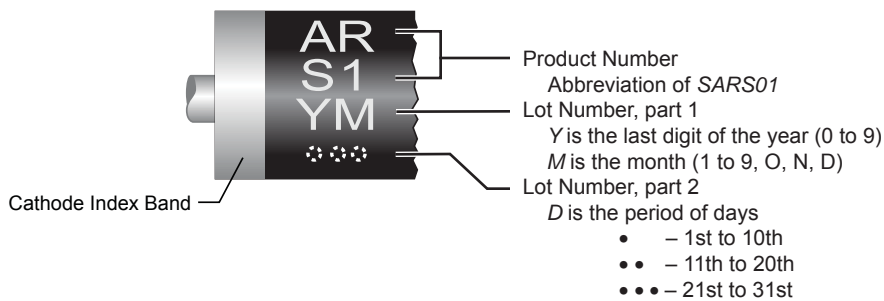 AR
S1
YM
Product Number
Abbreviation of SARS01
Lot Number, part 1
Y is the last digit of the year (0 to 9)
M is the month (1 to 9, O, N, D)
Lot Number, part 2
D is the period of days
• – 1st to 10th
• • – 11th to 20th
• • • – 21st to 31st
Cathode Index Band